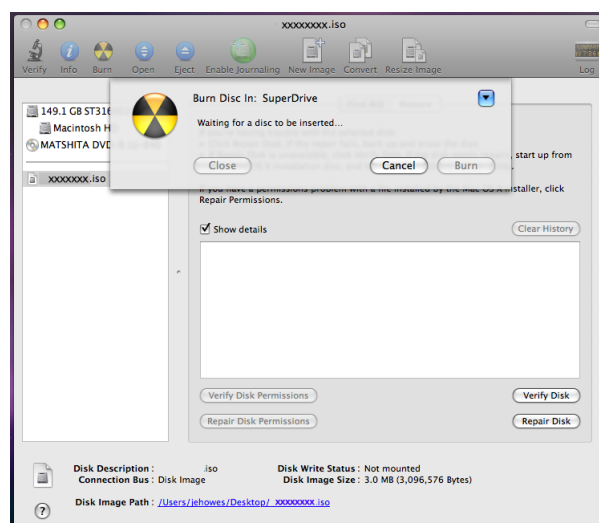 xxxxxxxx.iso
Verify Info Burn Open Eject Enable Journaling New Image Convert Resize Image Log
Burn Disc In: SuperDrive
149.1 GB ST316
Waiting for a disc to be inserted...
Macintosh H
MATSHITA DVD-R
Close Cancel Burn
start up from
xxxxxxx.iso
If you have a permissions problem with a file installed by the Mac OS X installer, click
Repair Permissions.
Show details Clear History
Verify Disk Permissions Verify Disk
Repair Disk Permissions Repair Disk
Disk Description : .iso Disk Write Status : Not mounted
Connection Bus : Disk Image Disk Image Size : 3.0 MB (3,096,576 Bytes)
Disk Image Path : /Users/jehowes/Desktop/ xxxxxxxx.iso